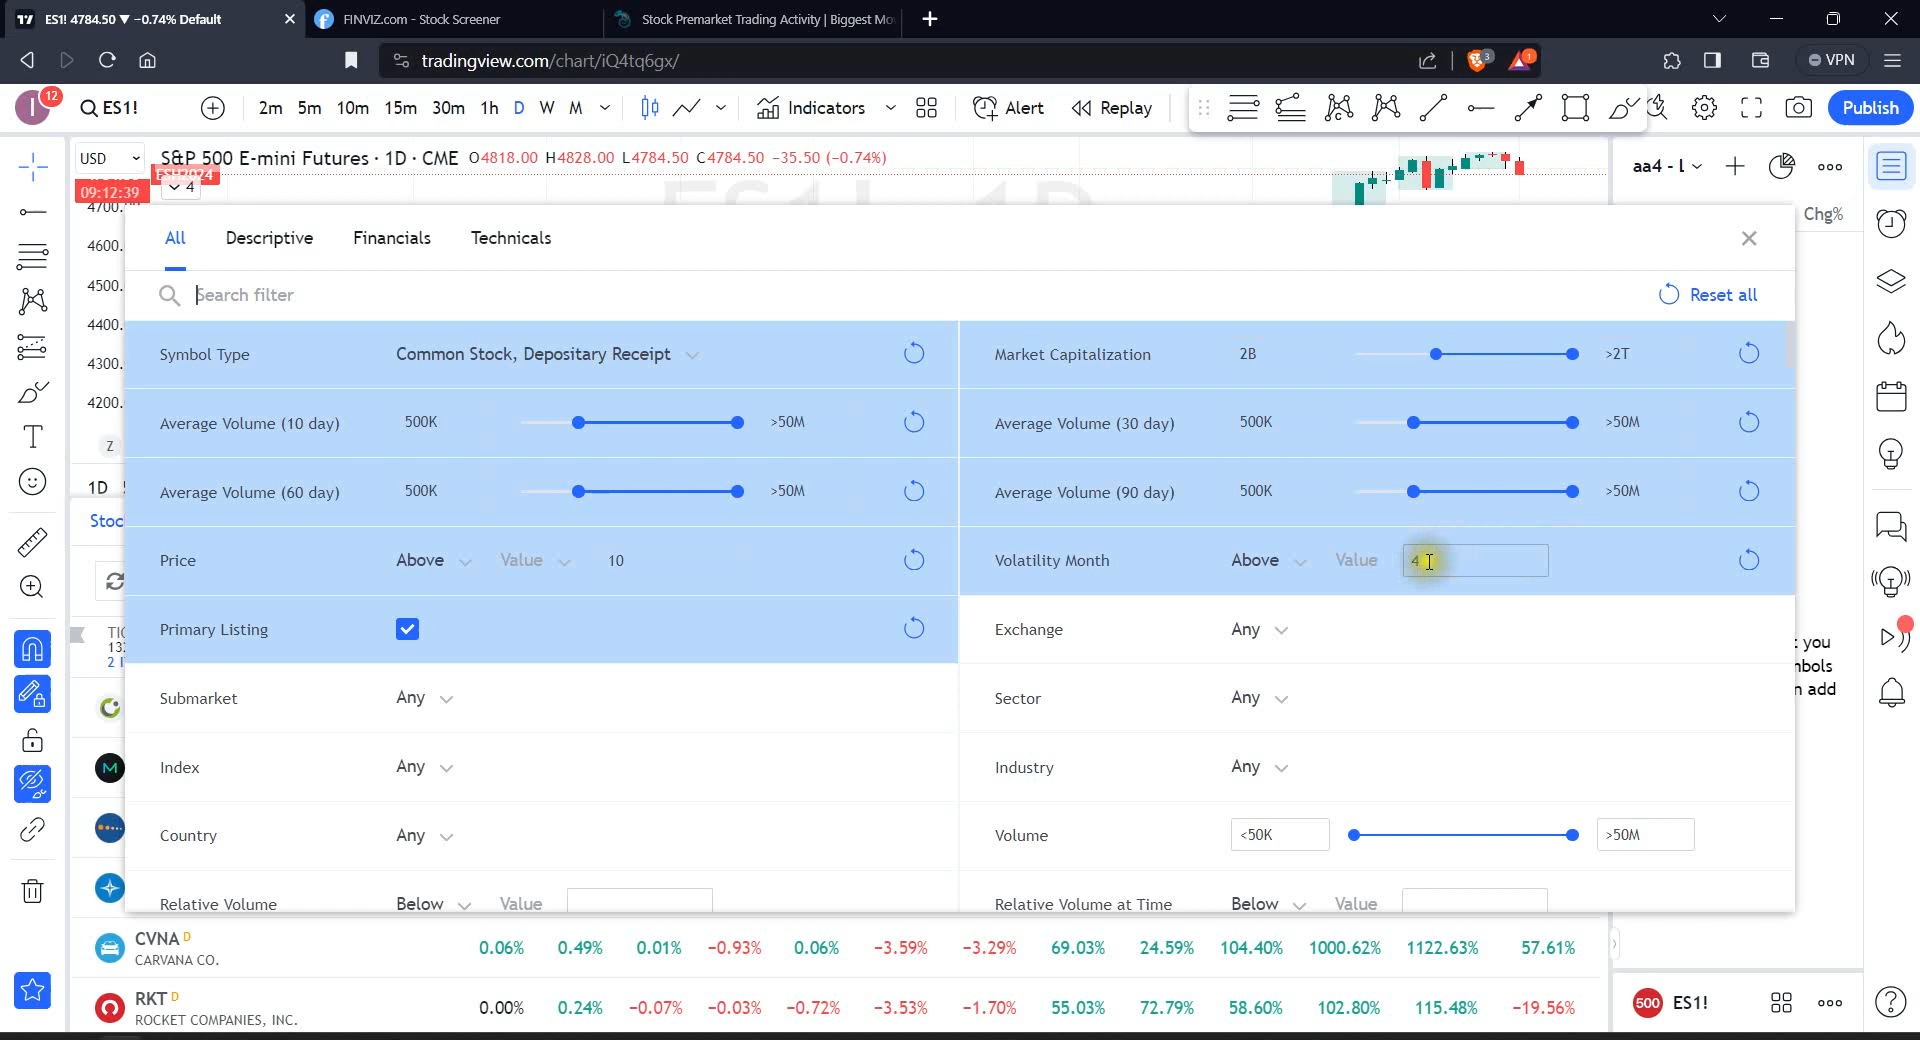 ES1! 4784.50 ▼ −0.74% Default
FINVIZ.com - Stock Screener
Stock Premarket Trading Activity | Biggest Mo
tradingview.com/chart/iQ4tq6gx/
3
1
VPN
I
12
ES1!
2m 5m 10m 15m 30m 1h D W M
Indicators
Alert
Replay
Publish
USD
S&P 500 E-mini Futures · 1D · CME O4818.00 H4828.00 L4784.50 C4784.50 −35.50 (−0.74%)
ESH2024
09:12:39
4
aa4 - L
Chg%
4700.
4600.
4500.
4400.
4300.
4200.
Z
1D
All Descriptive Financials Technicals
Search filter
Reset all
Symbol Type Common Stock, Depositary Receipt
Market Capitalization 2B >2T
Average Volume (10 day) 500K >50M
Average Volume (30 day) 500K >50M
Average Volume (60 day) 500K >50M
Average Volume (90 day) 500K >50M
Price Above Value 10
Volatility Month Above Value 4
Primary Listing
Exchange Any
Submarket Any
Sector Any
Index Any
Industry Any
Country Any
Volume <50K >50M
Relative Volume Below Value
Relative Volume at Time Below Value
Stoc
M
you
mbols
n add
CVNA D
CARVANA CO.
0.06% 0.49% 0.01% −0.93% 0.06% −3.59% −3.29% 69.03% 24.59% 104.40% 1000.62% 1122.63% 57.61%
RKT D
ROCKET COMPANIES, INC.
0.00% 0.24% −0.07% −0.03% −0.72% −3.53% −1.70% 55.03% 72.79% 58.60% 102.80% 115.48% −19.56%
500 ES1!